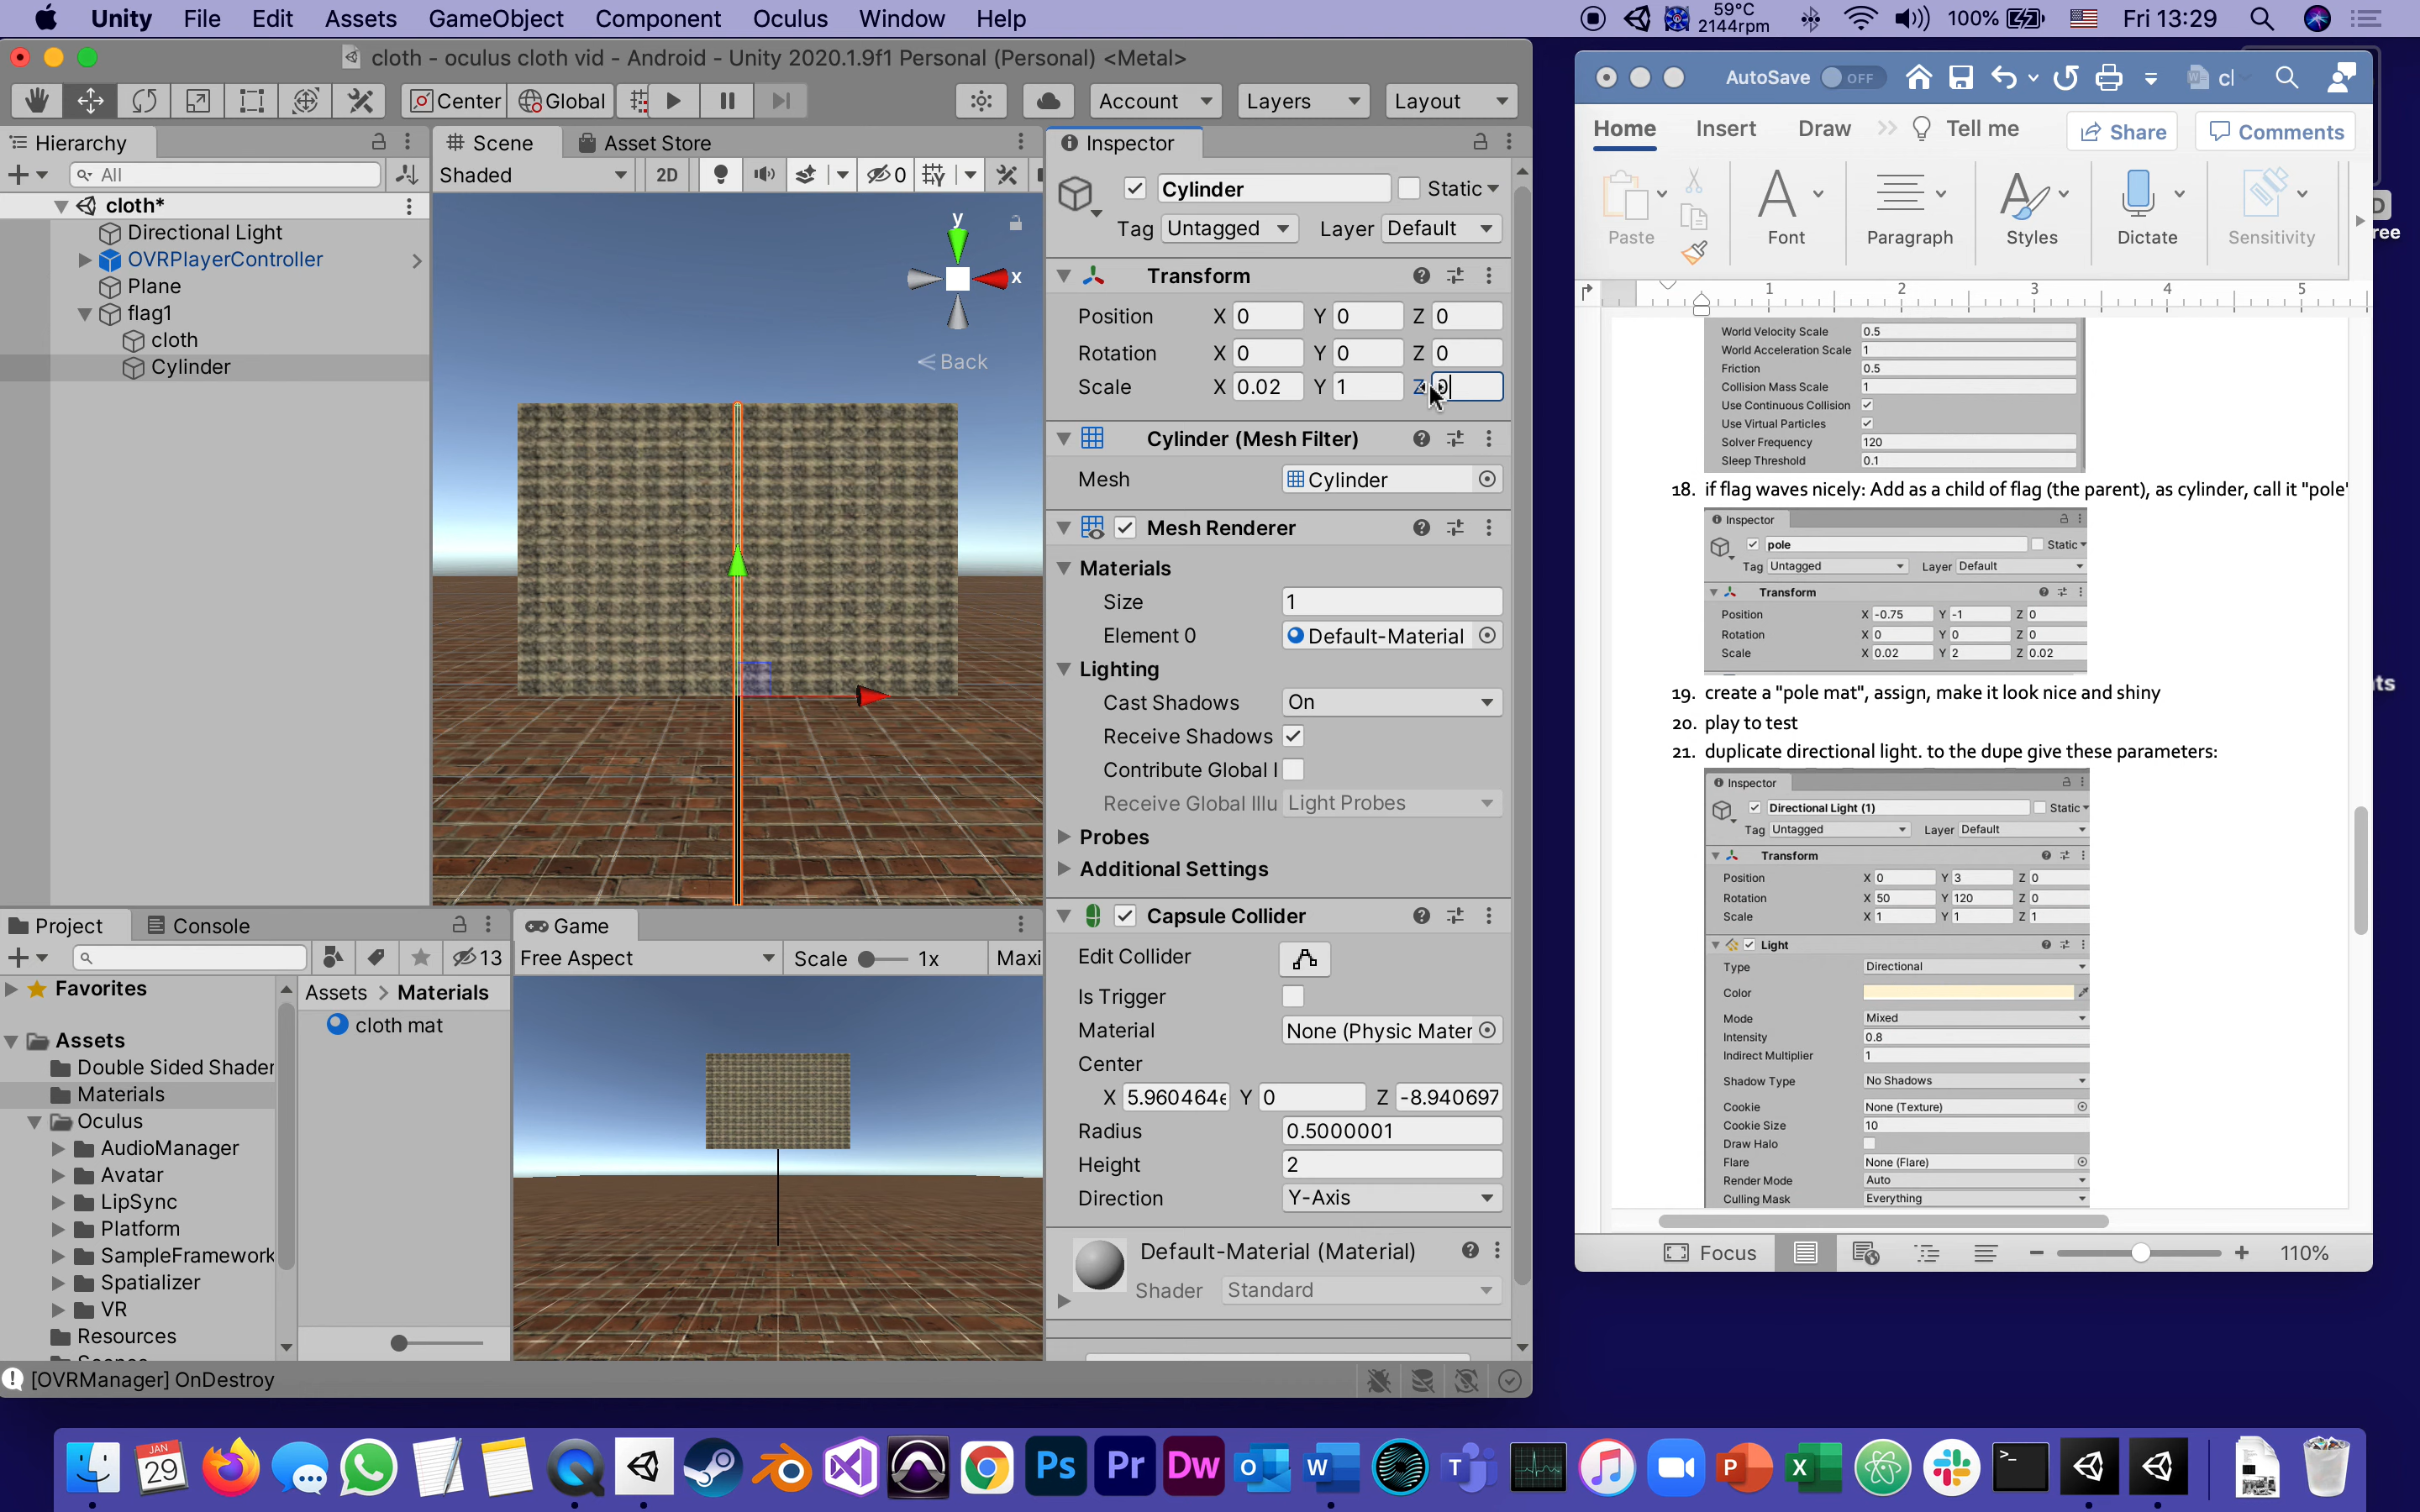 Unity File Edit Assets GameObject Component Oculus Window Help
59°C
2144rpm
100%
Fri 13:29
cloth - oculus cloth vid - Android - Unity 2020.1.9f1 Personal (Personal) <Metal>
Center Global Account Layers Layout
Hierarchy
All
cloth*
Directional Light
OVRPlayerController
Plane
flag1
cloth
Cylinder
Scene Asset Store
Shaded 2D 0
y
x
Back
Inspector
Cylinder Static
Tag Untagged Layer Default
Transform
Position X 0 Y 0 Z 0
Rotation X 0 Y 0 Z 0
Scale X 0.02 Y 1 Z 0
Cylinder (Mesh Filter)
Mesh Cylinder
Mesh Renderer
Materials
Size 1
Element 0 Default-Material
Lighting
Cast Shadows On
Receive Shadows
Contribute Global I
Receive Global Illu Light Probes
Probes
Additional Settings
Capsule Collider
Edit Collider
Is Trigger
Material None (Physic Mater
Center
X 5.960464e Y 0 Z -8.940697
Radius 0.5000001
Height 2
Direction Y-Axis
Default-Material (Material)
Shader Standard
Project Console
13
Favorites
Assets
Double Sided Shader
Materials
Oculus
AudioManager
Avatar
LipSync
Platform
SampleFramework
Spatializer
VR
Resources
Assets > Materials
cloth mat
Game
Free Aspect Scale 1x Maxi
[OVRManager] OnDestroy
AutoSave OFF cl
Home Insert Draw Tell me Share Comments
Paste Font Paragraph Styles Dictate Sensitivity
1 2 3 4 5
World Velocity Scale 0.5
World Acceleration Scale 1
Friction 0.5
Collision Mass Scale 1
Use Continuous Collision
Use Virtual Particles
Solver Frequency 120
Sleep Threshold 0.1
18. if flag waves nicely: Add as a child of flag (the parent), as cylinder, call it "pole"
Inspector
pole Static
Tag Untagged Layer Default
Transform
Position X -0.75 Y -1 Z 0
Rotation X 0 Y 0 Z 0
Scale X 0.02 Y 2 Z 0.02
19. create a "pole mat", assign, make it look nice and shiny
20. play to test
21. duplicate directional light. to the dupe give these parameters:
Inspector
Directional Light (1) Static
Tag Untagged Layer Default
Transform
Position X 0 Y 3 Z 0
Rotation X 50 Y 120 Z 0
Scale X 1 Y 1 Z 1
Light
Type Directional
Color
Mode Mixed
Intensity 0.8
Indirect Multiplier 1
Shadow Type No Shadows
Cookie None (Texture)
Cookie Size 10
Draw Halo
Flare None (Flare)
Render Mode Auto
Culling Mask Everything
Focus 110%
ree
ts
JAN
29
Ps Pr Dw O W T P X